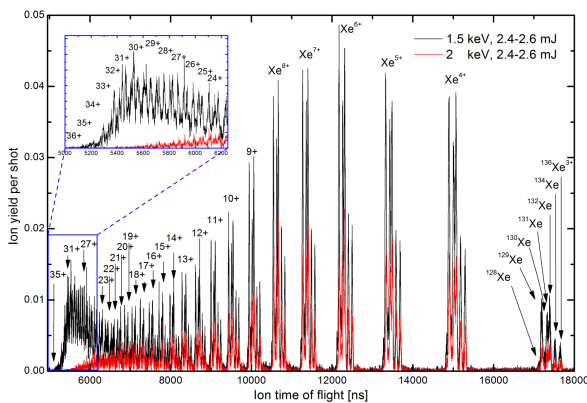 1.5 keV, 2.4-2.6 mJ
2 keV, 2.4-2.6 mJ
Ion yield per shot
0.05
0.04
0.03
0.02
0.01
0.00
36+
35+
34+
33+
32+
31+
30+
29+
28+
27+
26+
25+
24+
5000 5200 5400 5600 5800 6000 6200
35+
31+
27+
23+
22+
21+
20+
19+
18+
17+
16+
15+
14+
13+
12+
11+
10+
9+
Xe8+
Xe7+
Xe6+
Xe5+
Xe4+
Xe3+
128Xe
129Xe
130Xe
131Xe
132Xe
134Xe
136Xe
6000 8000 10000 12000 14000 16000 18000
Ion time of flight [ns]